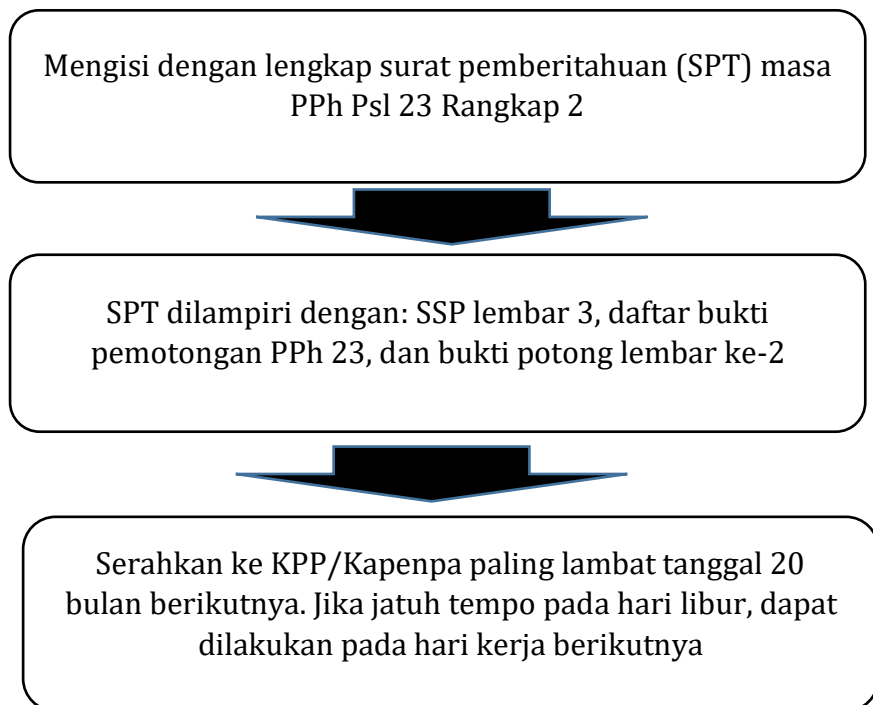 Mengisi dengan lengkap surat pemberitahuan (SPT) masa
PPh Psl 23 Rangkap 2
SPT dilampiri dengan: SSP lembar 3, daftar bukti
pemotongan PPh 23, dan bukti potong lembar ke-2
Serahkan ke KPP/Kapenpa paling lambat tanggal 20
bulan berikutnya. Jika jatuh tempo pada hari libur, dapat
dilakukan pada hari kerja berikutnya